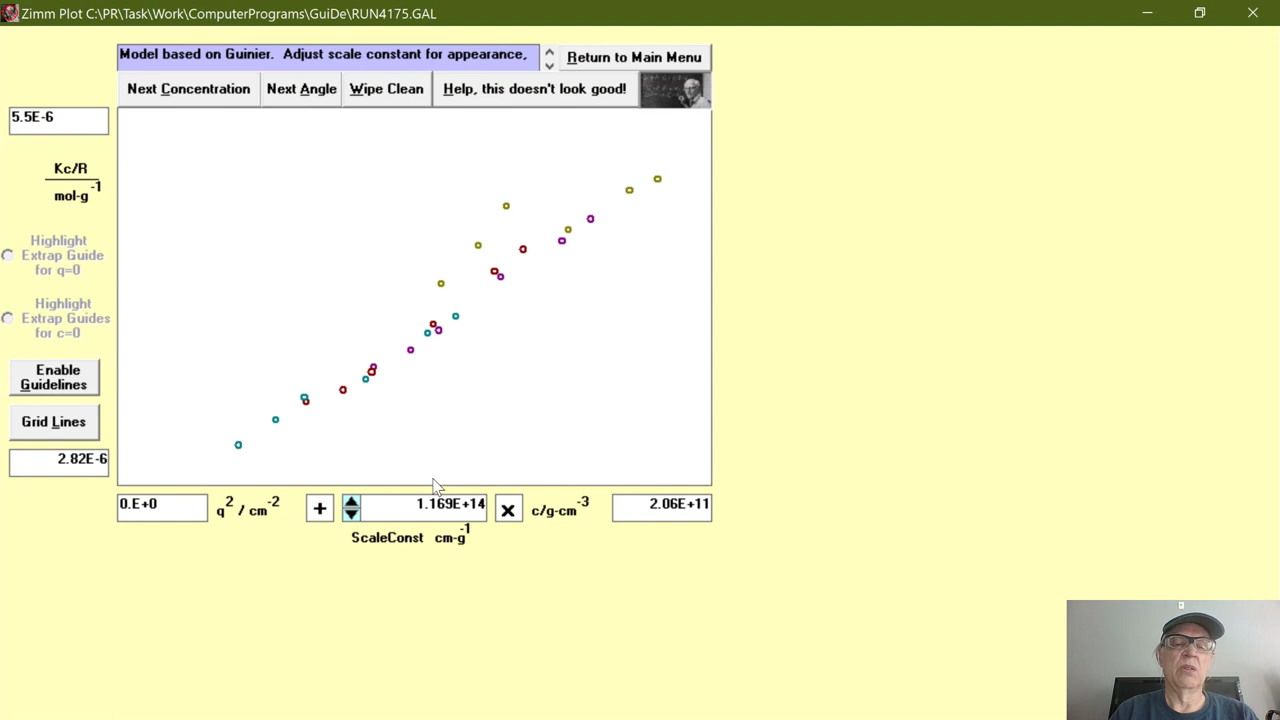 Zimm Plot C:\PR\Task\Work\ComputerPrograms\GuiDe\RUN4175.GAL
Model based on Guinier. Adjust scale constant for appearance,
Return to Main Menu
Next Concentration
Next Angle
Wipe Clean
Help, this doesn't look good!
5.5E-6
Kc/R
mol-g-1
Highlight
Extrap Guide
for q=0
Highlight
Extrap Guides
for c=0
Enable
Guidelines
Grid Lines
2.82E-6
0.E+0
q2 / cm-2
+
1.169E+14
X
c/g-cm-3
2.06E+11
ScaleConst cm-g-1